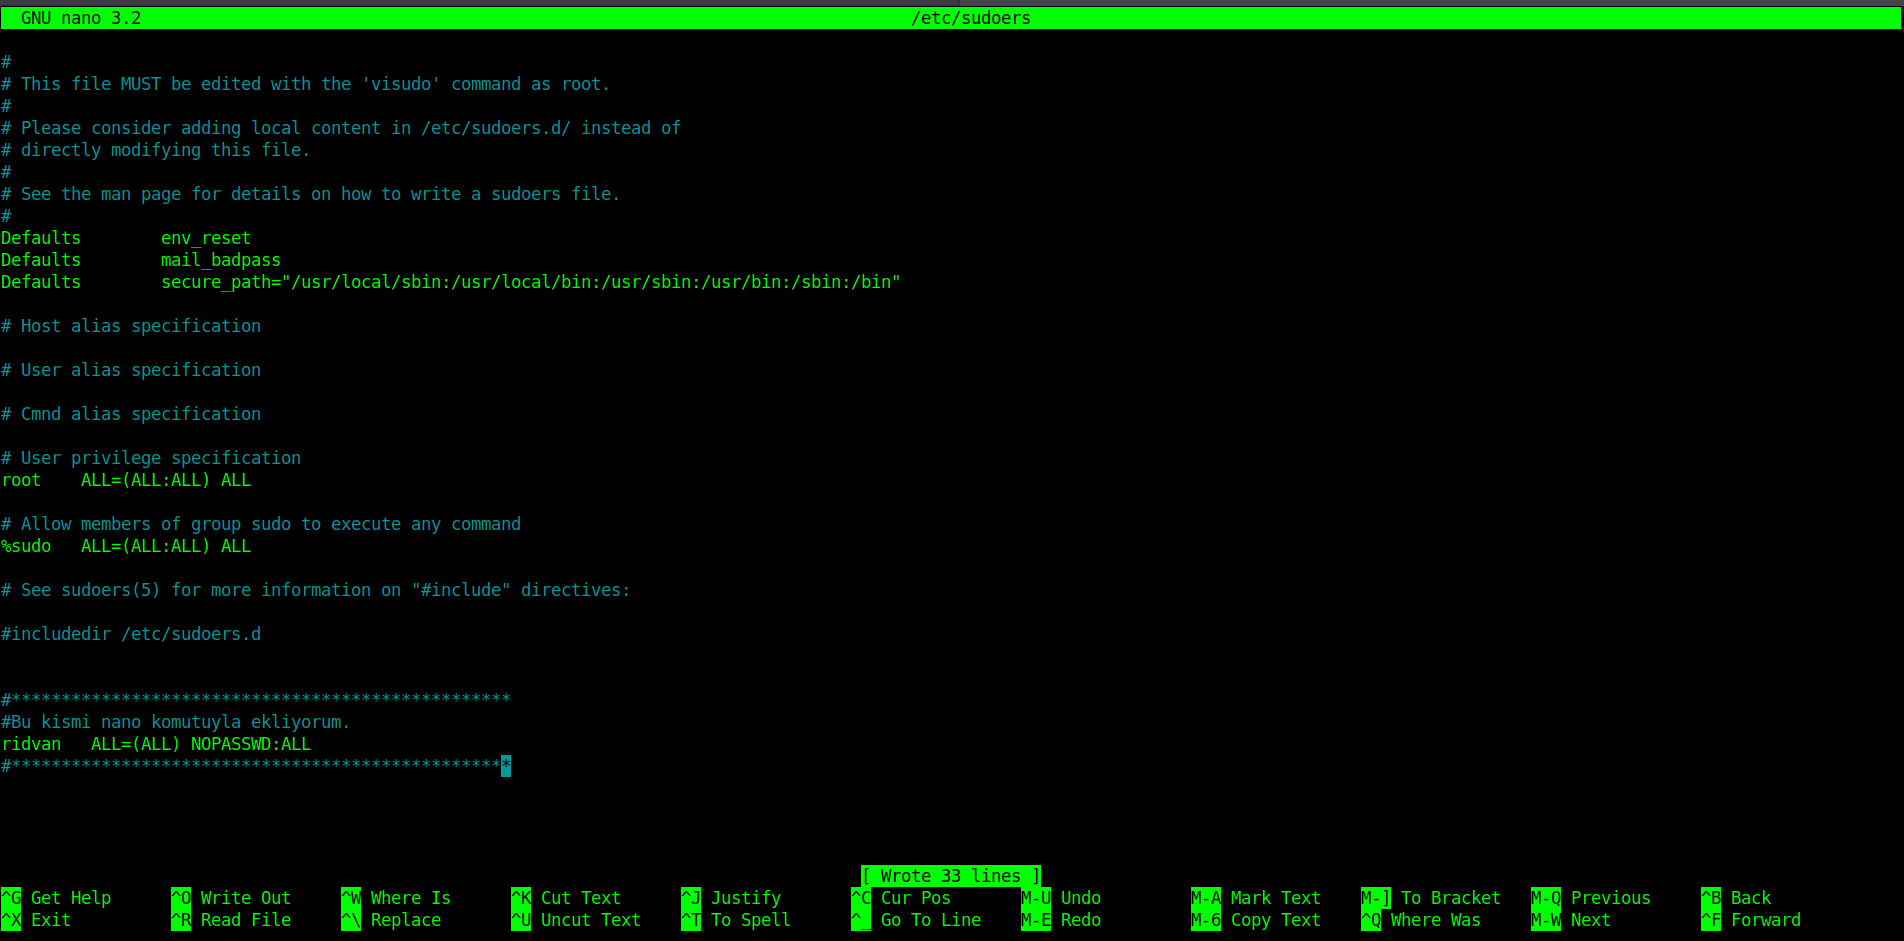 GNU nano 3.2 /etc/sudoers
#
# This file MUST be edited with the 'visudo' command as root.
#
# Please consider adding local content in /etc/sudoers.d/ instead of
# directly modifying this file.
#
# See the man page for details on how to write a sudoers file.
#
Defaults        env_reset
Defaults        mail_badpass
Defaults        secure_path="/usr/local/sbin:/usr/local/bin:/usr/sbin:/usr/bin:/sbin:/bin"
# Host alias specification
# User alias specification
# Cmnd alias specification
# User privilege specification
root    ALL=(ALL:ALL) ALL
# Allow members of group sudo to execute any command
%sudo   ALL=(ALL:ALL) ALL
# See sudoers(5) for more information on "#include" directives:
#includedir /etc/sudoers.d
#**************************************************
#Bu kismi nano komutuyla ekliyorum.
ridvan   ALL=(ALL) NOPASSWD:ALL
#**************************************************
[ Wrote 33 lines ]
^G Get Help ^O Write Out ^W Where Is ^K Cut Text ^J Justify ^C Cur Pos M-U Undo M-A Mark Text M-] To Bracket M-Q Previous ^B Back
^X Exit ^R Read File ^\ Replace ^U Uncut Text ^T To Spell ^_ Go To Line M-E Redo M-6 Copy Text ^Q Where Was M-W Next ^F Forward